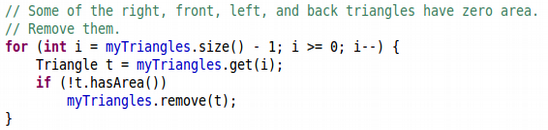 // Some of the right, front, left, and back triangles have zero area.
// Remove them.
for (int i = myTriangles.size() - 1; i >= 0; i--) {
    Triangle t = myTriangles.get(i);
    if (!t.hasArea())
        myTriangles.remove(t);
}